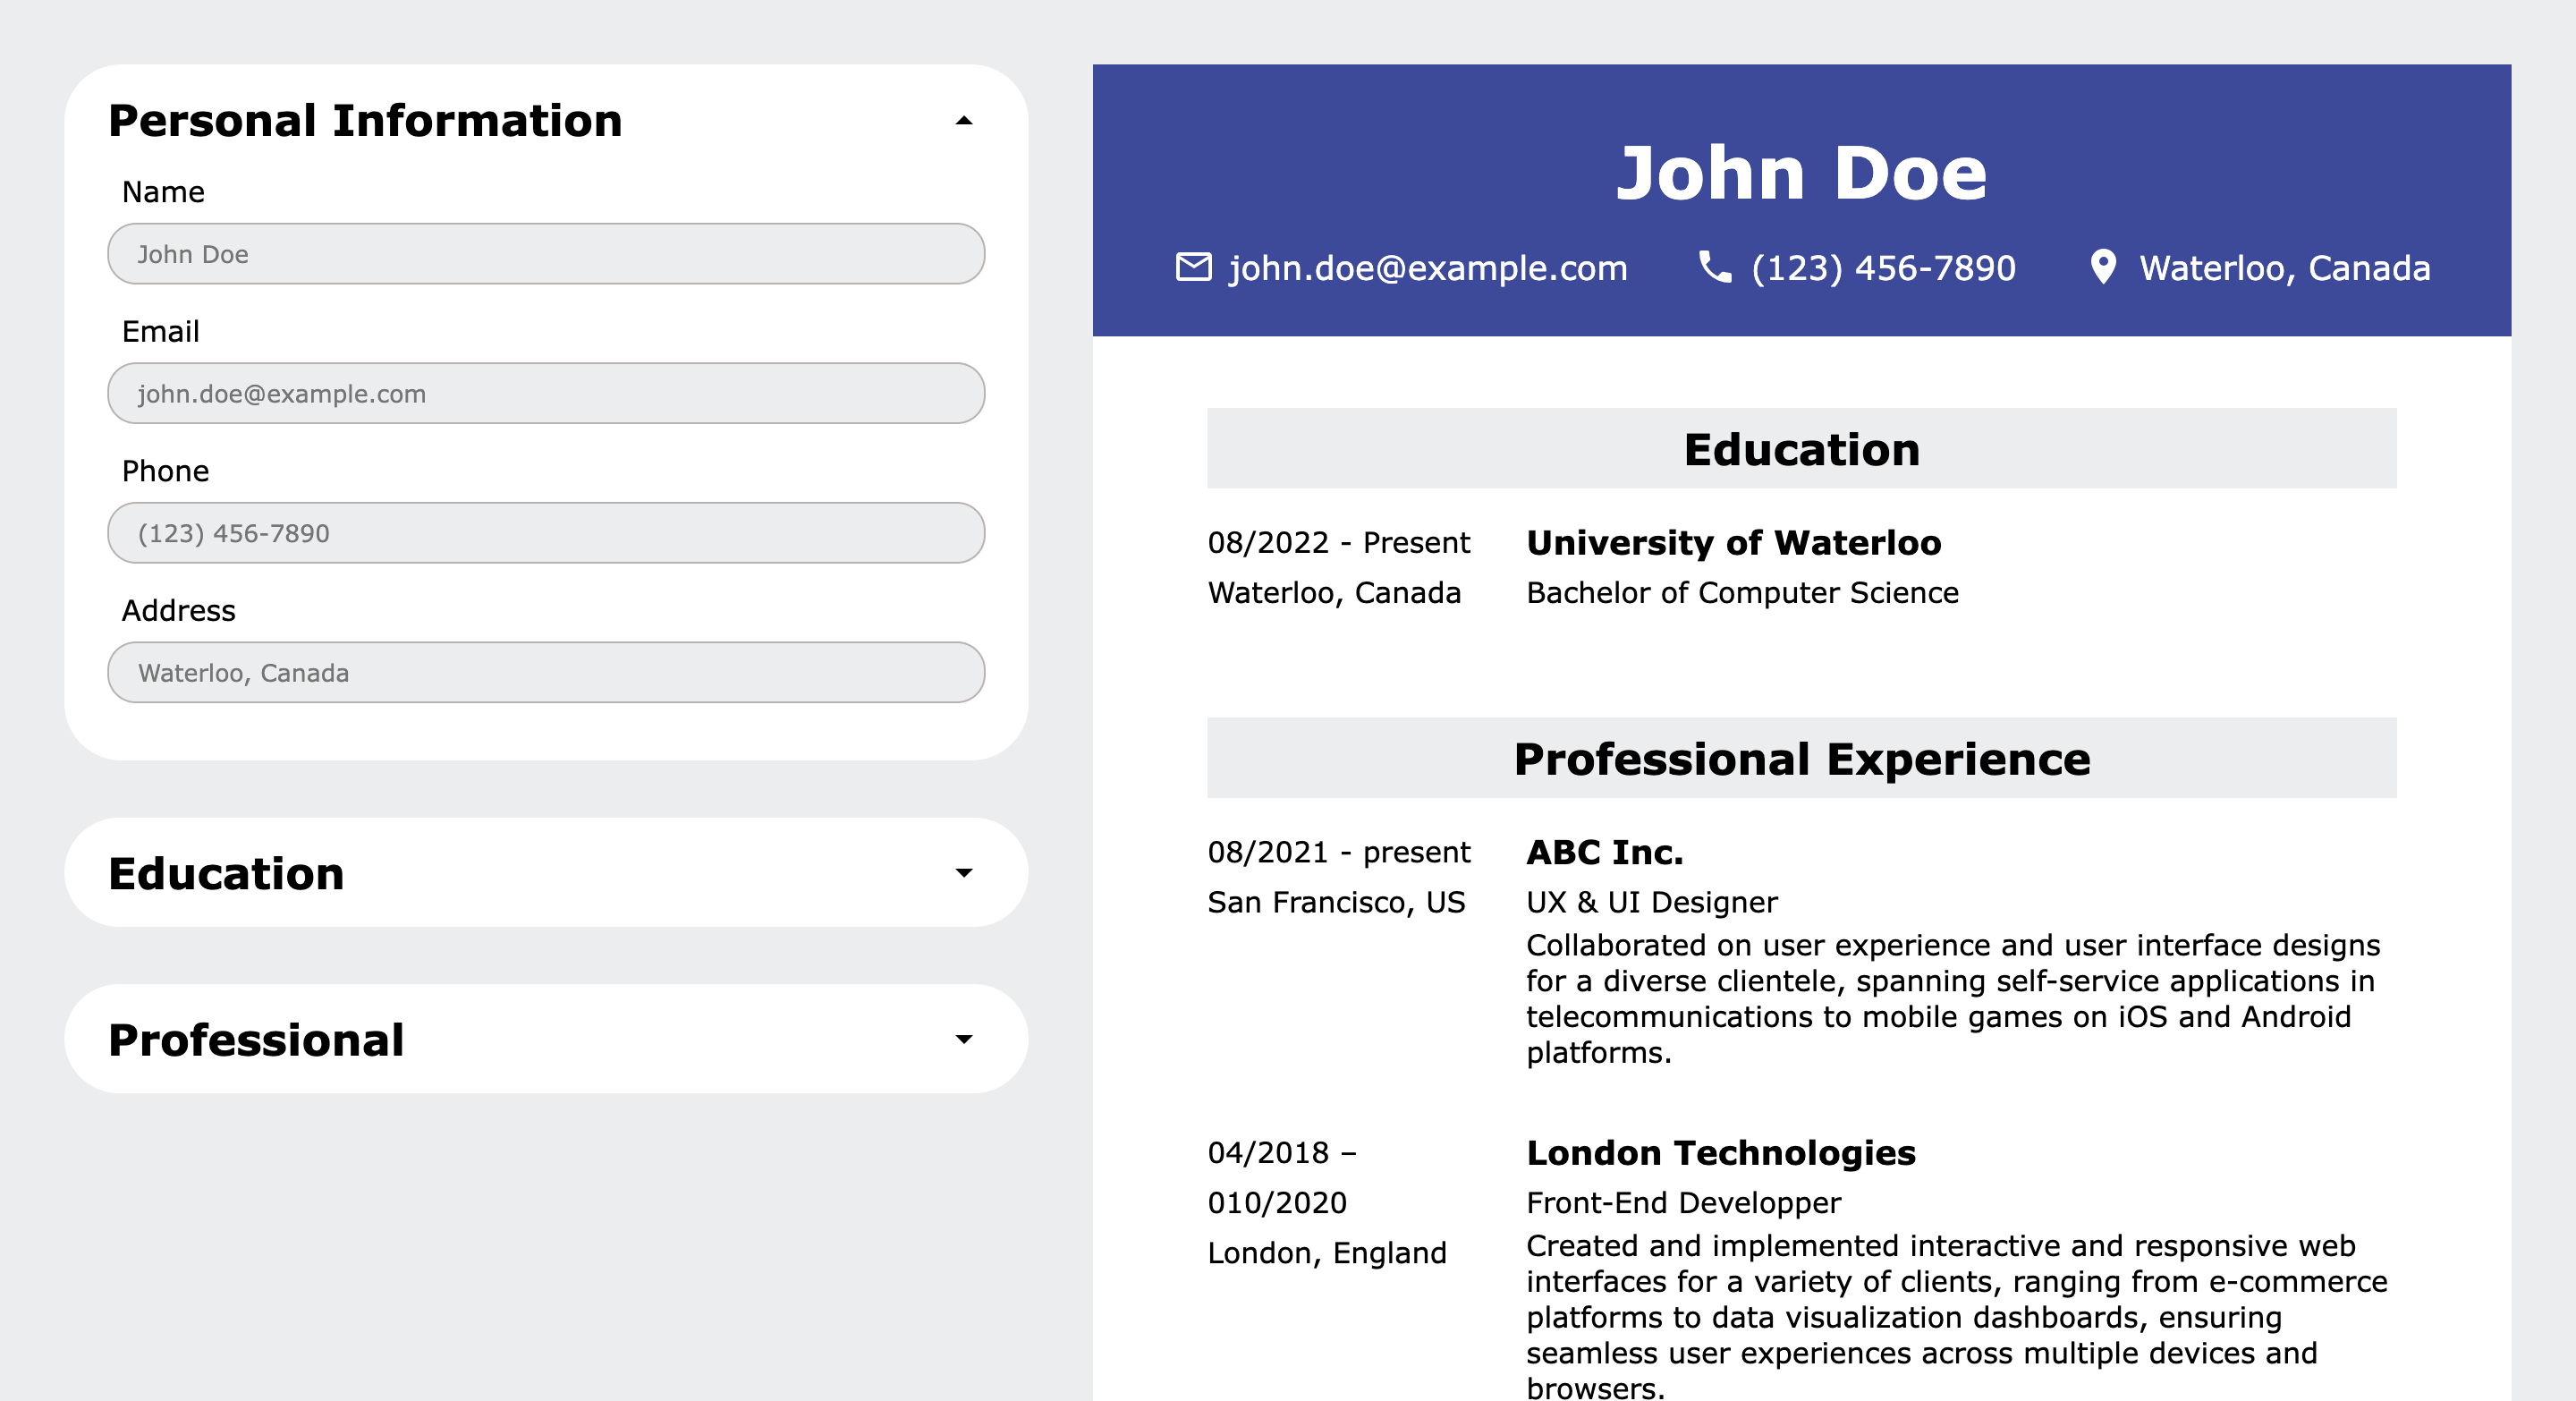 Personal Information
Name
John Doe
Email
john.doe@example.com
Phone
(123) 456-7890
Address
Waterloo, Canada
Education
Professional
John Doe
john.doe@example.com (123) 456-7890 Waterloo, Canada
Education
08/2022 - Present University of Waterloo
Waterloo, Canada Bachelor of Computer Science
Professional Experience
08/2021 - present ABC Inc.
San Francisco, US UX & UI Designer
Collaborated on user experience and user interface designs
for a diverse clientele, spanning self-service applications in
telecommunications to mobile games on iOS and Android
platforms.
04/2018 – London Technologies
010/2020 Front-End Developper
London, England Created and implemented interactive and responsive web
interfaces for a variety of clients, ranging from e-commerce
platforms to data visualization dashboards, ensuring
seamless user experiences across multiple devices and
browsers.